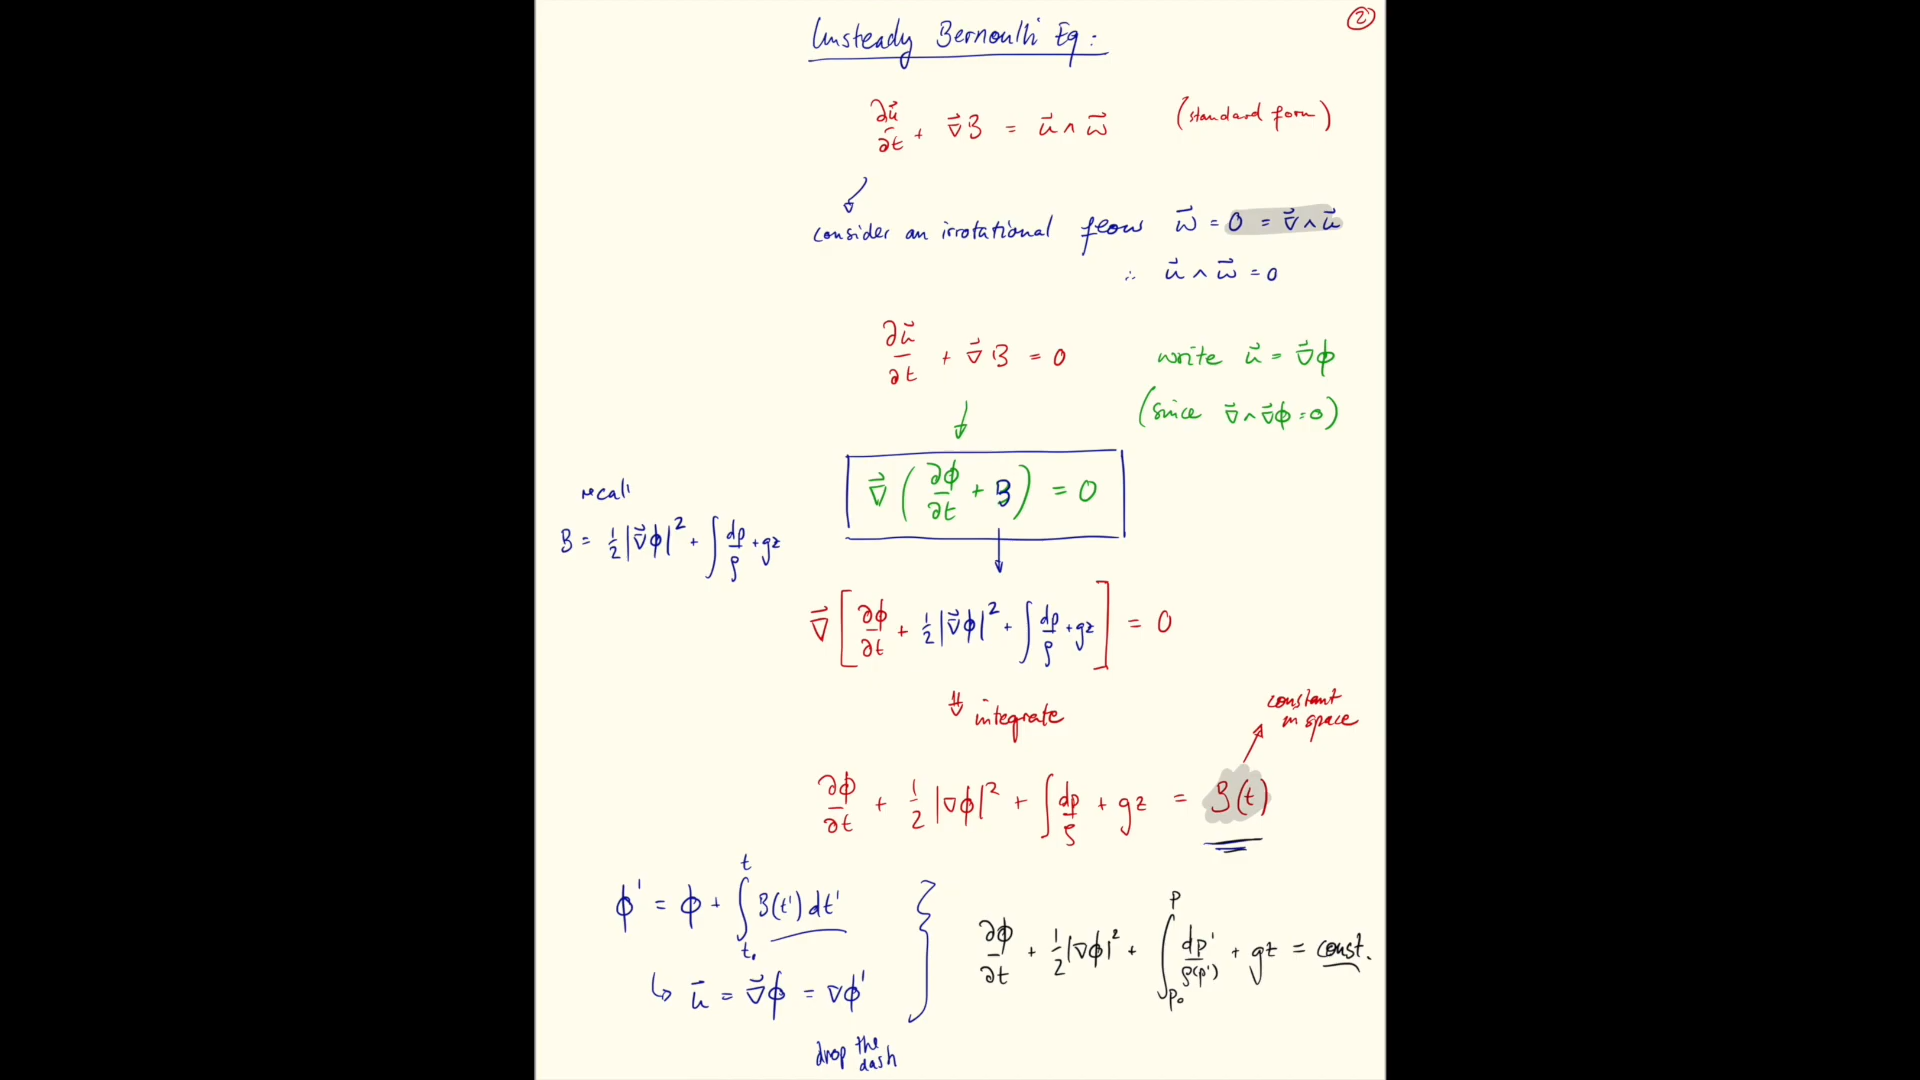 ②
Unsteady Bernoulli Eq:
∂u⃗/∂t + ∇⃗B = u⃗ ∧ ω⃗ (standard form)
consider an irrotational flow ω⃗ = 0 = ∇⃗ ∧ u⃗
∴ u⃗ ∧ ω⃗ = 0
∂u⃗/∂t + ∇⃗B = 0 write u⃗ = ∇⃗ϕ
(since ∇⃗ ∧ ∇⃗ϕ = 0)
∇⃗(∂ϕ/∂t + B) = 0
recall
B = 1/2 |∇⃗ϕ|² + ∫ dp/ρ + gz
∇⃗[∂ϕ/∂t + 1/2 |∇⃗ϕ|² + ∫ dp/ρ + gz] = 0
⇓ integrate
constant
in space
∂ϕ/∂t + 1/2 |∇ϕ|² + ∫ dp/ρ + gz = B(t)
ϕ' = ϕ + ∫_{t₀}^{t} B(t') dt'
∂ϕ/∂t + 1/2 |∇ϕ|² + ∫_{p₀}^{p} dp'/ρ(p') + gz = const.
↳ u⃗ = ∇⃗ϕ = ∇ϕ'
drop the
dash